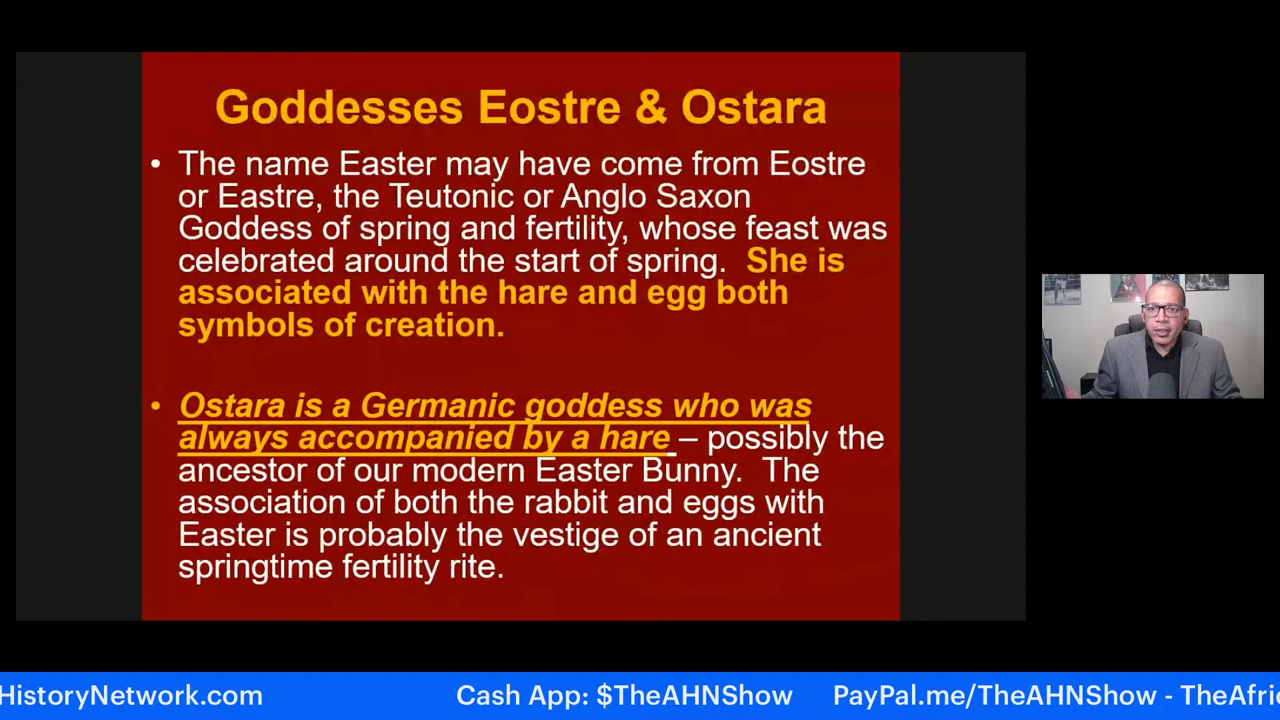 Goddesses Eostre & Ostara
• The name Easter may have come from Eostre
or Eastre, the Teutonic or Anglo Saxon
Goddess of spring and fertility, whose feast was
celebrated around the start of spring.  She is
associated with the hare and egg both
symbols of creation.
• Ostara is a Germanic goddess who was
always accompanied by a hare – possibly the
ancestor of our modern Easter Bunny.  The
association of both the rabbit and eggs with
Easter is probably the vestige of an ancient
springtime fertility rite.
HistoryNetwork.com Cash App: $TheAHNShow PayPal.me/TheAHNShow - TheAfri